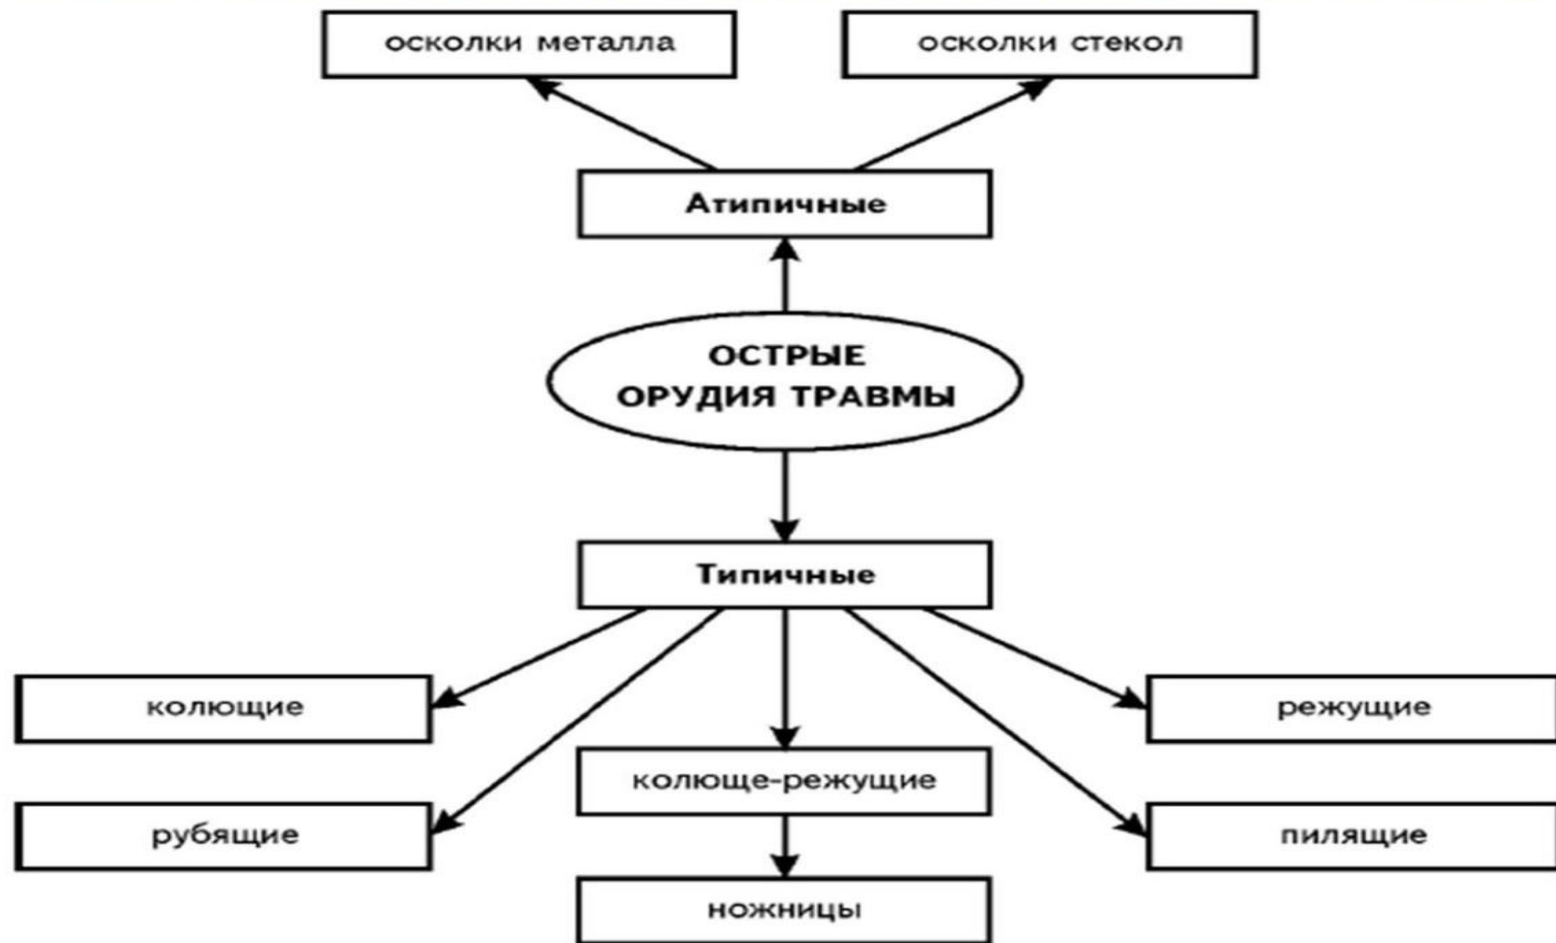 осколки металла
осколки стекол
Атипичные
ОСТРЫЕ
ОРУДИЯ ТРАВМЫ
Типичные
колющие
режущие
колюще-режущие
рубящие
пилящие
ножницы